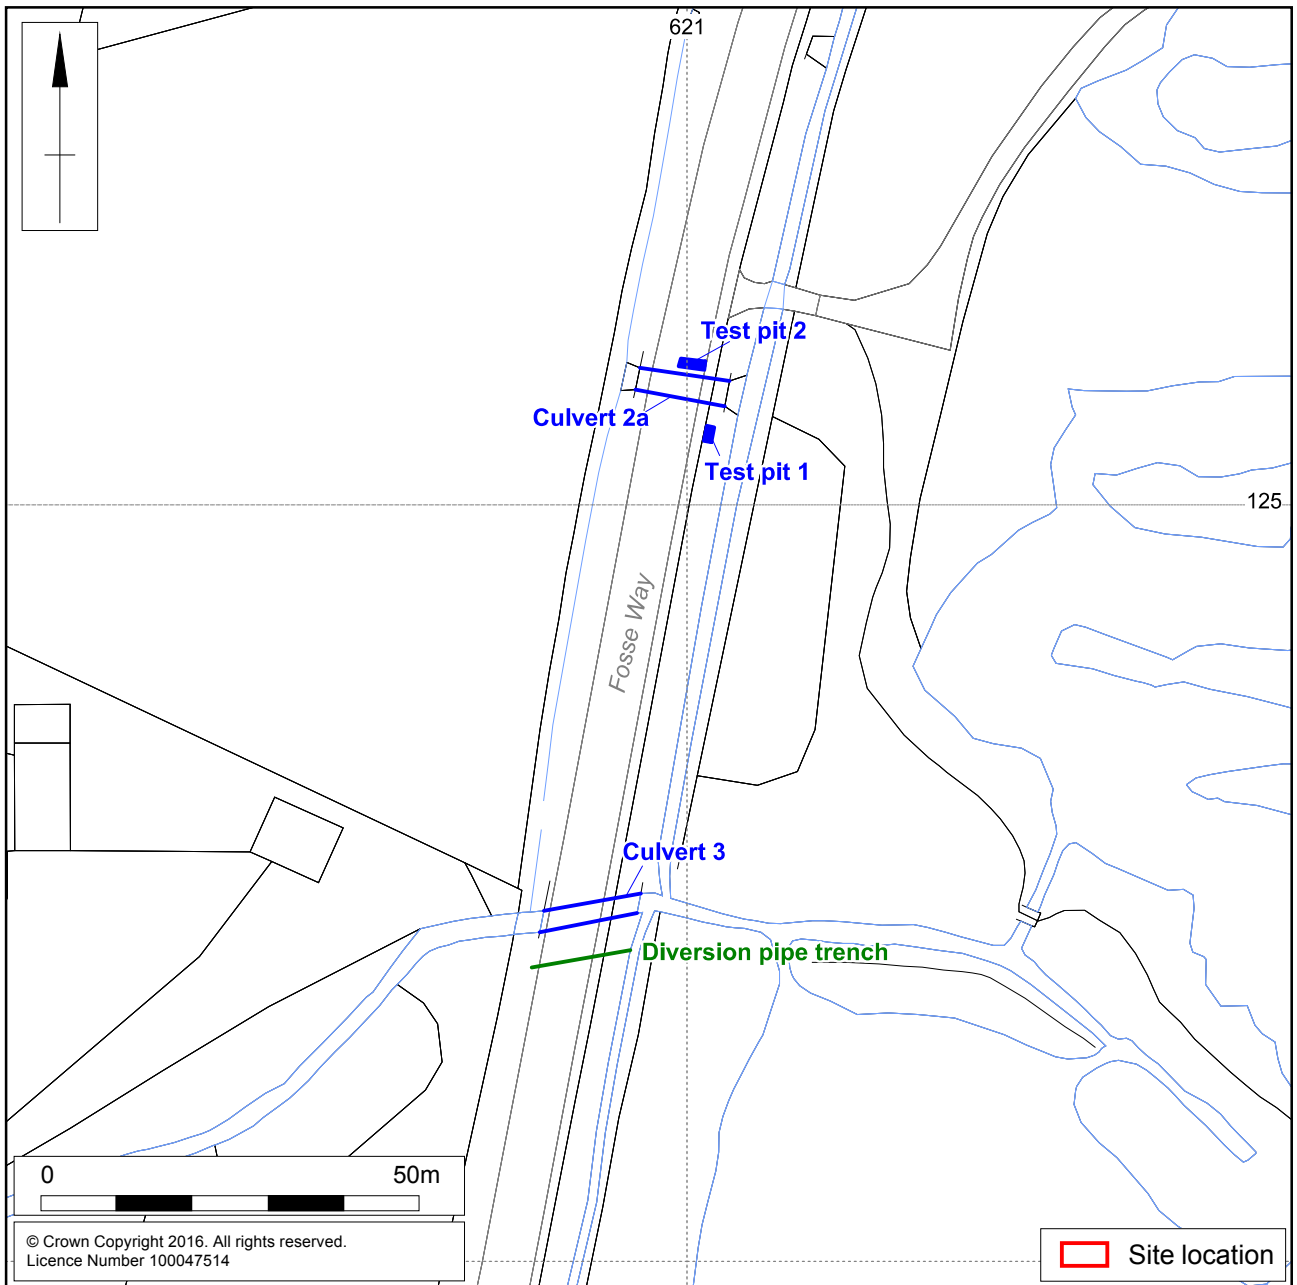 621
Test pit 2
Culvert 2a
Test pit 1
125
Fosse Way
Culvert 3
Diversion pipe trench
0 50m
© Crown Copyright 2016. All rights reserved.
Licence Number 100047514
Site location